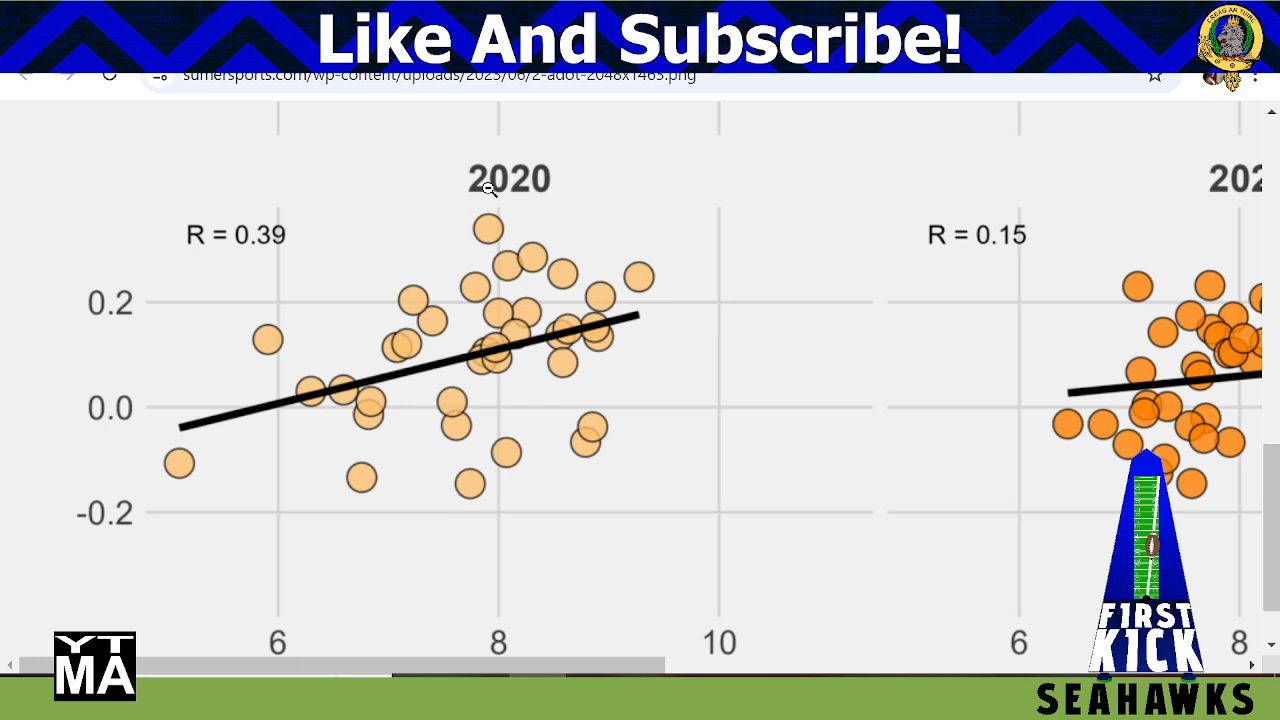 Like And Subscribe!
sumersports.com/wp-content/uploads/2023/06/2-adot-2048x1465.png
2020
202
R = 0.39
R = 0.15
0.2
0.0
-0.2
6
8
10
6
8
YT
MA
FIRST
KICK
SEAHAWKS